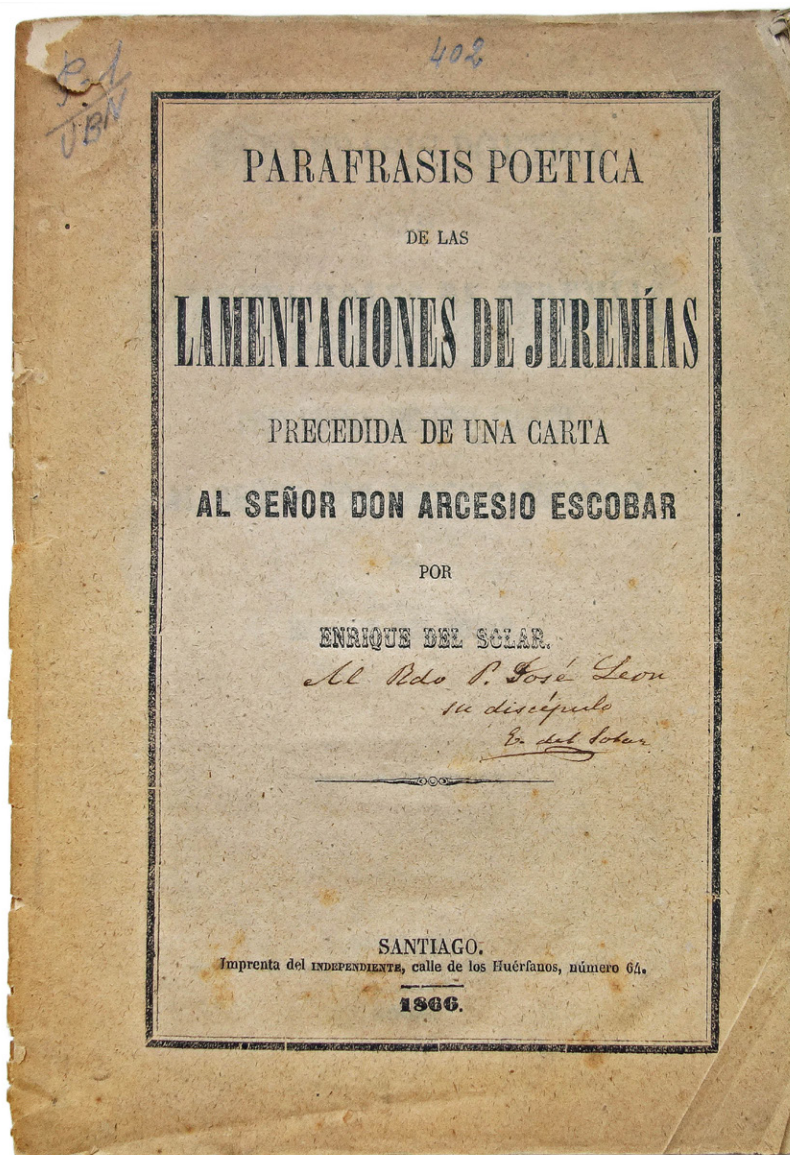 402
PARAFRASIS POETICA
DE LAS
LAMENTACIONES DE JEREMÍAS
PRECEDIDA DE UNA CARTA
AL SEÑOR DON ARCESIO ESCOBAR
POR
ENRIQUE DEL SOLAR.
Al Rdo P. José Leon
su discípulo
E. del Solar
SANTIAGO.
Imprenta del INDEPENDIENTE, calle de los Huérfanos, número 64.
1866.